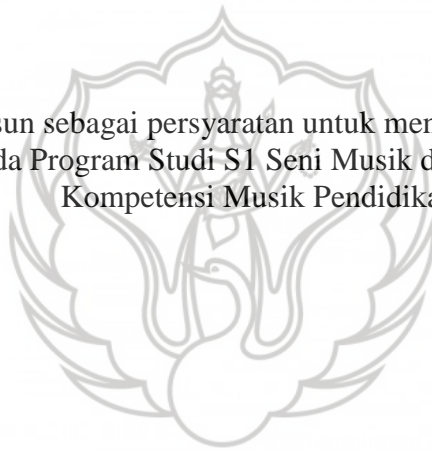 sun sebagai persyaratan untuk men
da Program Studi S1 Seni Musik d
Kompetensi Musik Pendidika